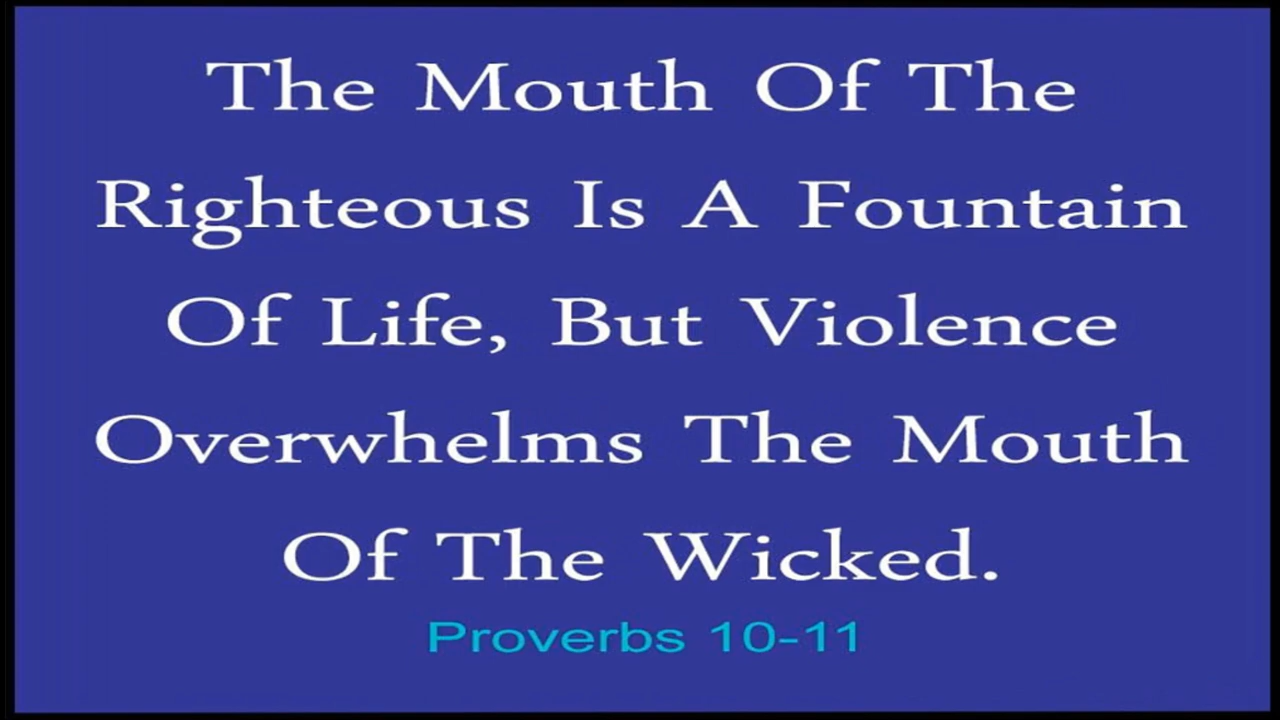 The Mouth Of The
Righteous Is A Fountain
Of Life, But Violence
Overwhelms The Mouth
Of The Wicked.
Proverbs 10-11